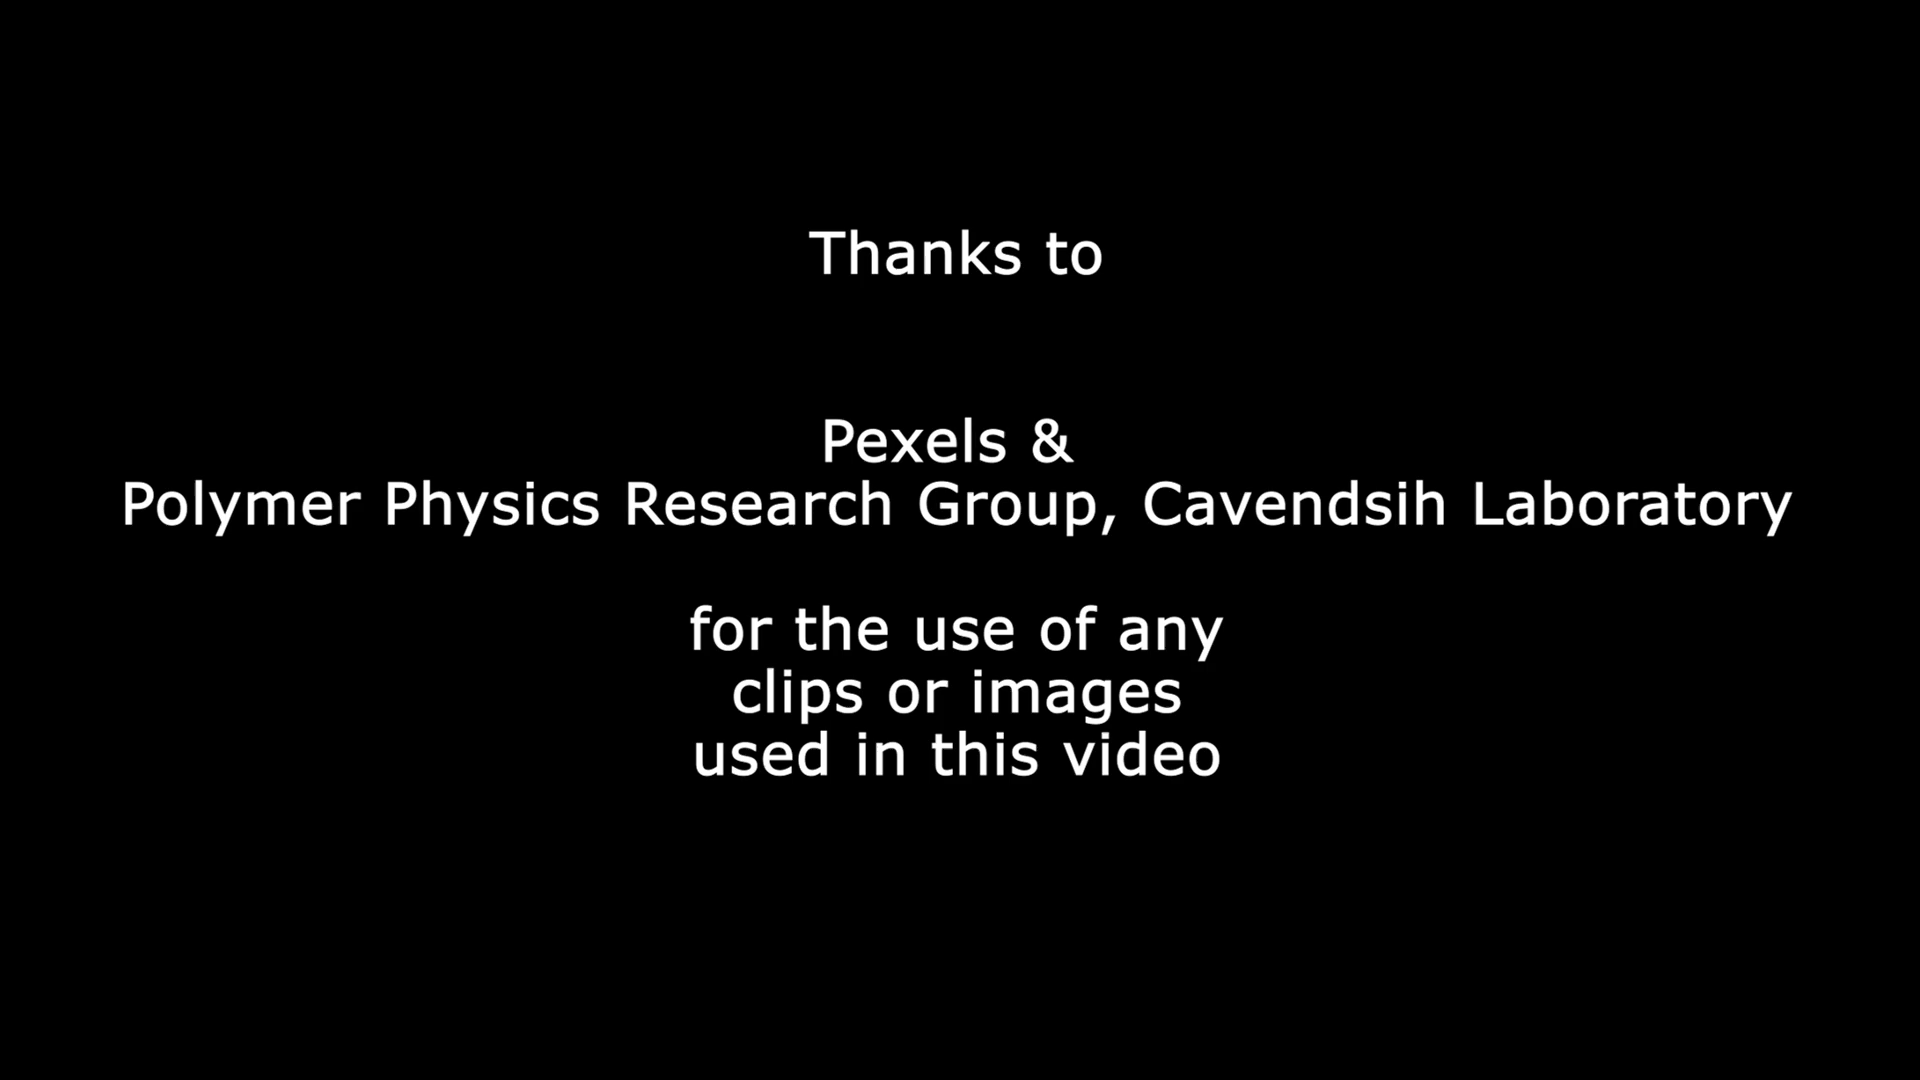 Thanks to
Pexels &
Polymer Physics Research Group, Cavendsih Laboratory
for the use of any
clips or images
used in this video